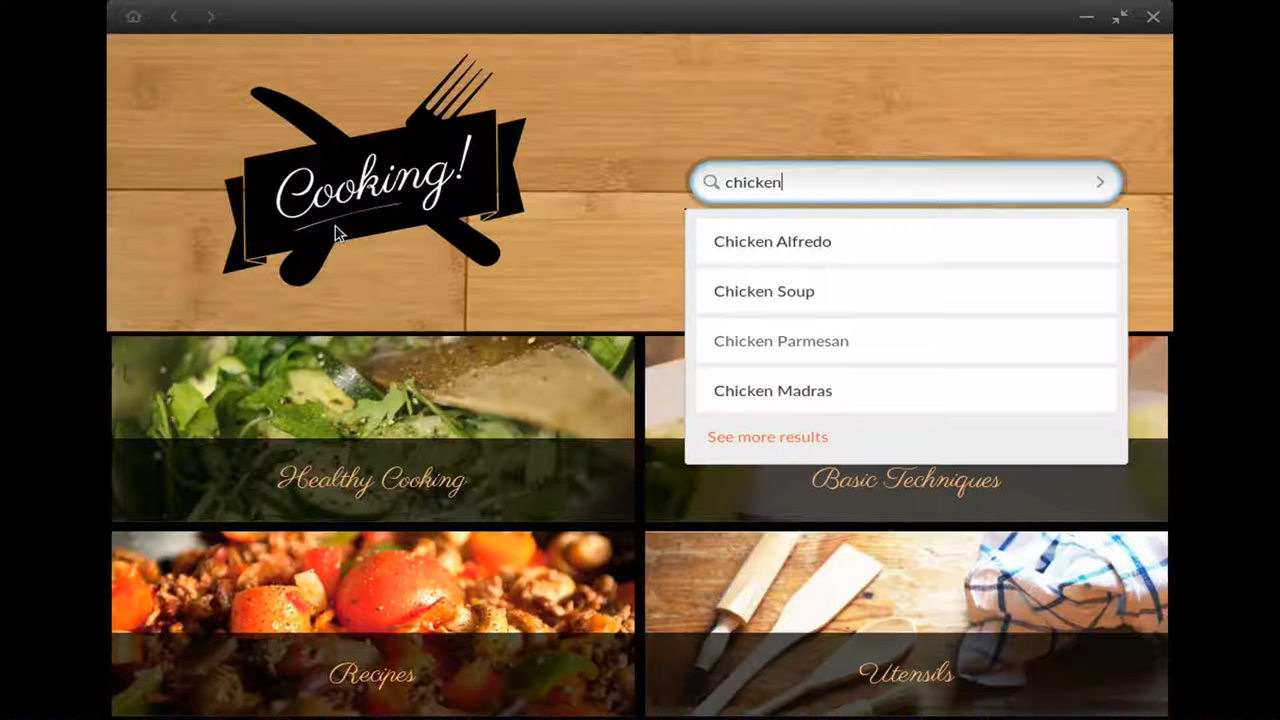 Cooking!
chicken
Chicken Alfredo
Chicken Soup
Chicken Parmesan
Chicken Madras
See more results
Healthy Cooking
Basic Techniques
Recipes
Utensils